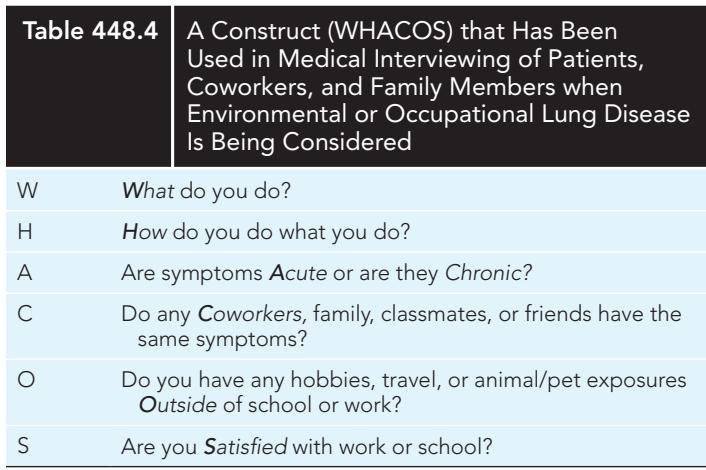 Table 448.4
A Construct (WHACOS) that Has Been
Used in Medical Interviewing of Patients,
Coworkers, and Family Members when
Environmental or Occupational Lung Disease
Is Being Considered
W What do you do?
H How do you do what you do?
A Are symptoms Acute or are they Chronic?
C Do any Coworkers, family, classmates, or friends have the
same symptoms?
O Do you have any hobbies, travel, or animal/pet exposures
Outside of school or work?
S Are you Satisfied with work or school?